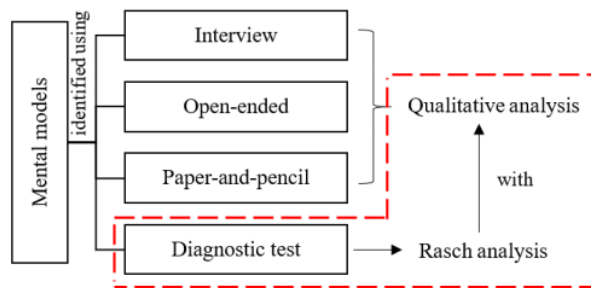 Mental models
identified using
Interview
Open-ended
Paper-and-pencil
Diagnostic test
Qualitative analysis
with
Rasch analysis